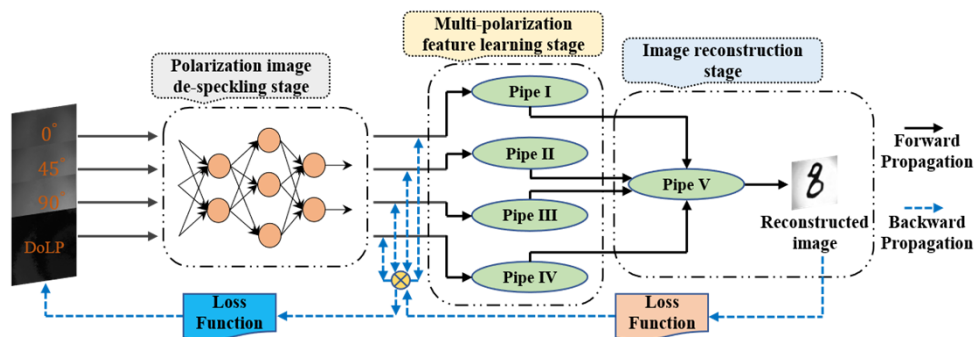 Multi-polarization
feature learning stage
Image reconstruction
stage
Polarization image
de-speckling stage
0°
45°
90°
DoLP
Pipe I
Pipe II
Pipe III
Pipe IV
Pipe V
8
Reconstructed
image
Forward
Propagation
Backward
Propagation
Loss
Function
Loss
Function